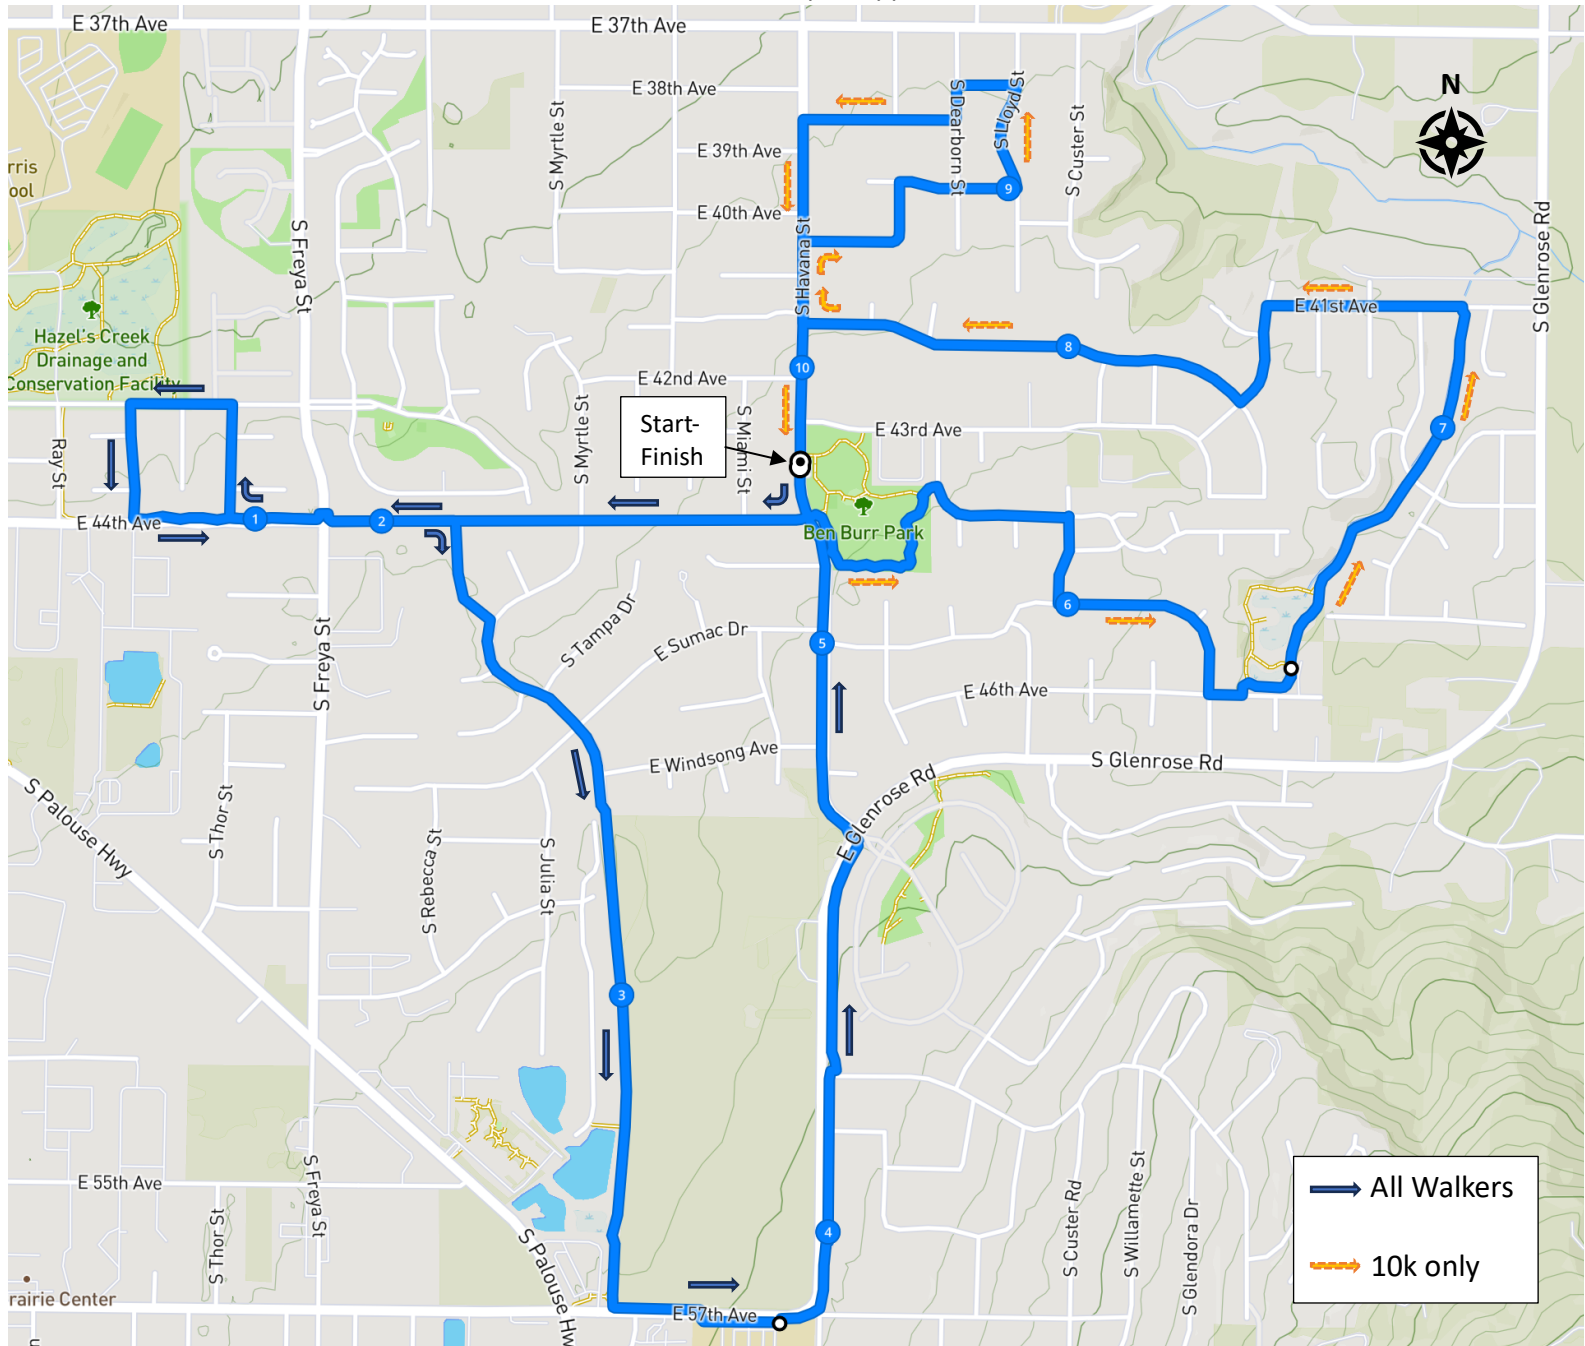 E 37th Ave
E 37th Ave
N
E 38th Ave
S Dearborn St
S Lloyd St
S Myrtle St
S Custer St
E 39th Ave
rris
ool
9
E 40th Ave
S Freya St
S Havana St
S Glenrose Rd
E 41st Ave
Hazel's Creek
Drainage and
Conservation Facility
8
10
E 42nd Ave
S Myrtle St
S Miami St
Start-
Finish
E 43rd Ave
7
Ray St
E 44th Ave
1
2
Ben Burr Park
6
S Tampa Dr
E Sumac Dr
5
S Freya St
E 46th Ave
E Windsong Ave
S Glenrose Rd
E Glenrose Rd
S Palouse Hwy
S Thor St
S Rebecca St
S Julia St
3
S Freya St
E 55th Ave
S Thor St
S Palouse Hw
4
S Custer Rd
S Willamette St
S Glendora Dr
All Walkers
10k only
rairie Center
E 57th Ave